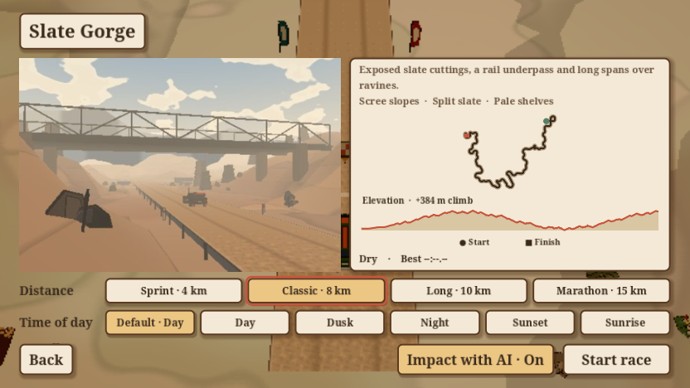 Slate Gorge
Exposed slate cuttings, a rail underpass and long spans over
ravines.
Scree slopes · Split slate · Pale shelves
Elevation · +384 m climb
● Start ■ Finish
Dry · Best --:--.--
Distance
Sprint · 4 km
Classic · 8 km
Long · 10 km
Marathon · 15 km
Time of day
Default · Day
Day
Dusk
Night
Sunset
Sunrise
Back
Impact with AI · On
Start race